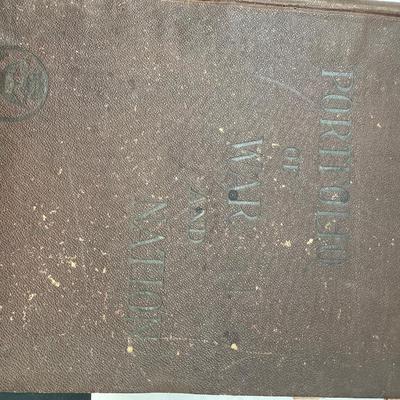 PORTFOLIO
OF
WAR
AND
NATION